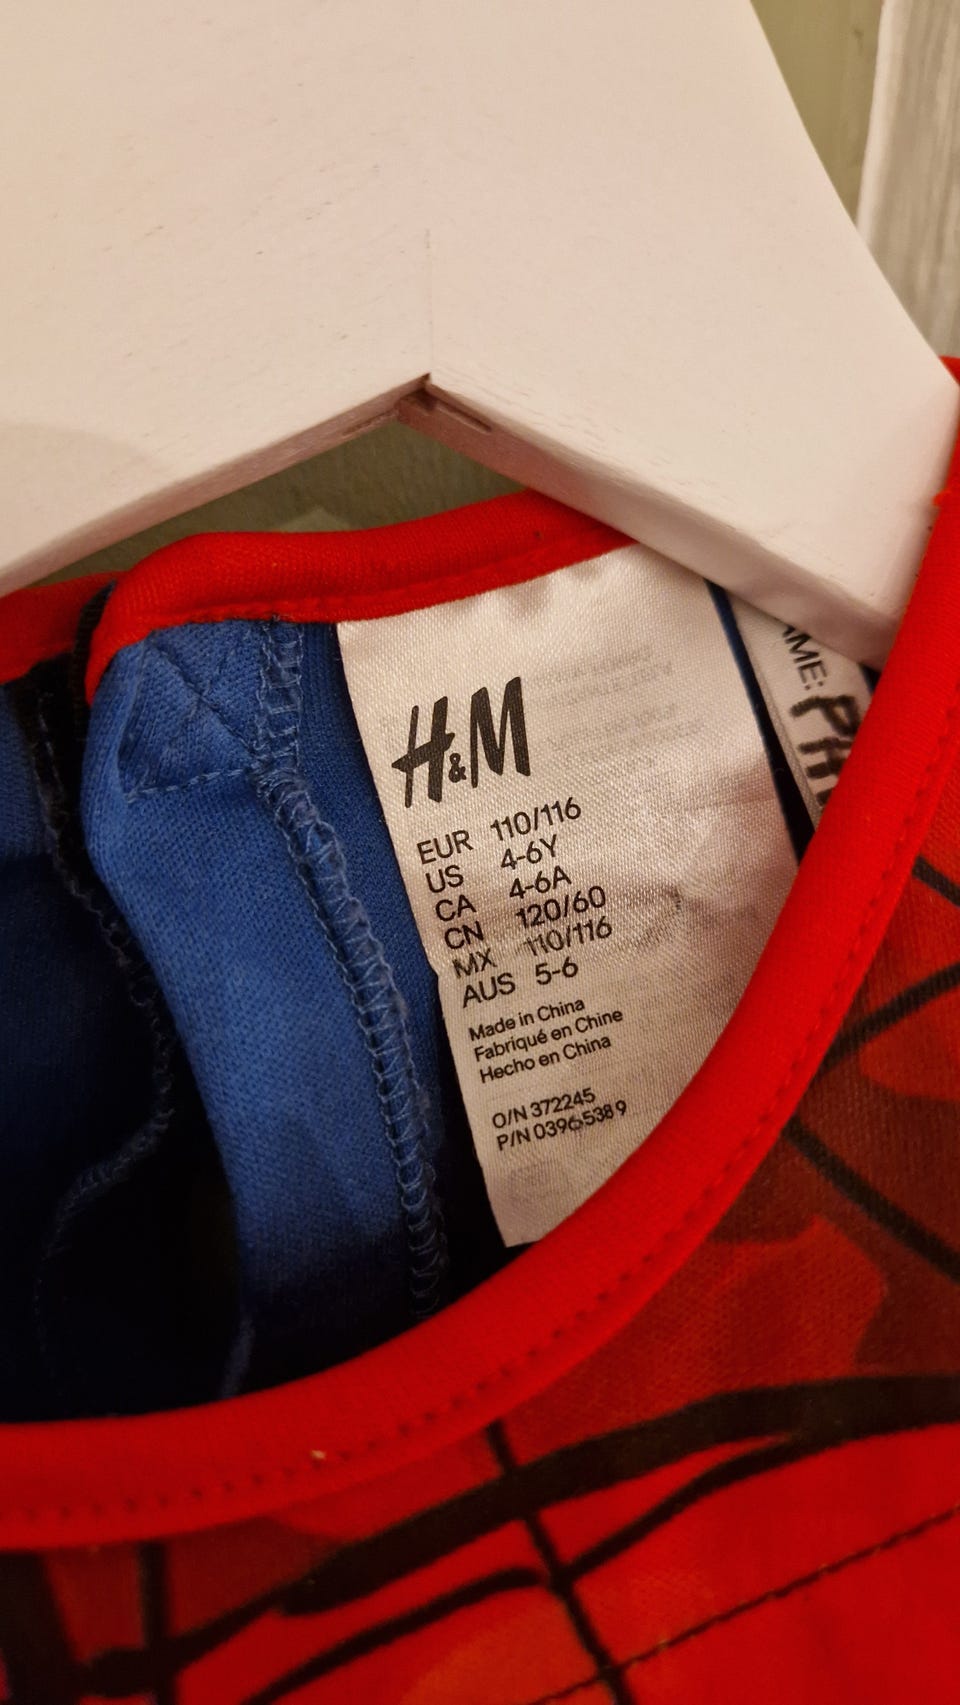 H&M
EUR 110/116
US 4-6Y
CA 4-6A
CN 120/60
MX 110/116
AUS 5-6
Made in China
Fabriqué en Chine
Hecho en China
O/N 372245
P/N 03965389
AME: